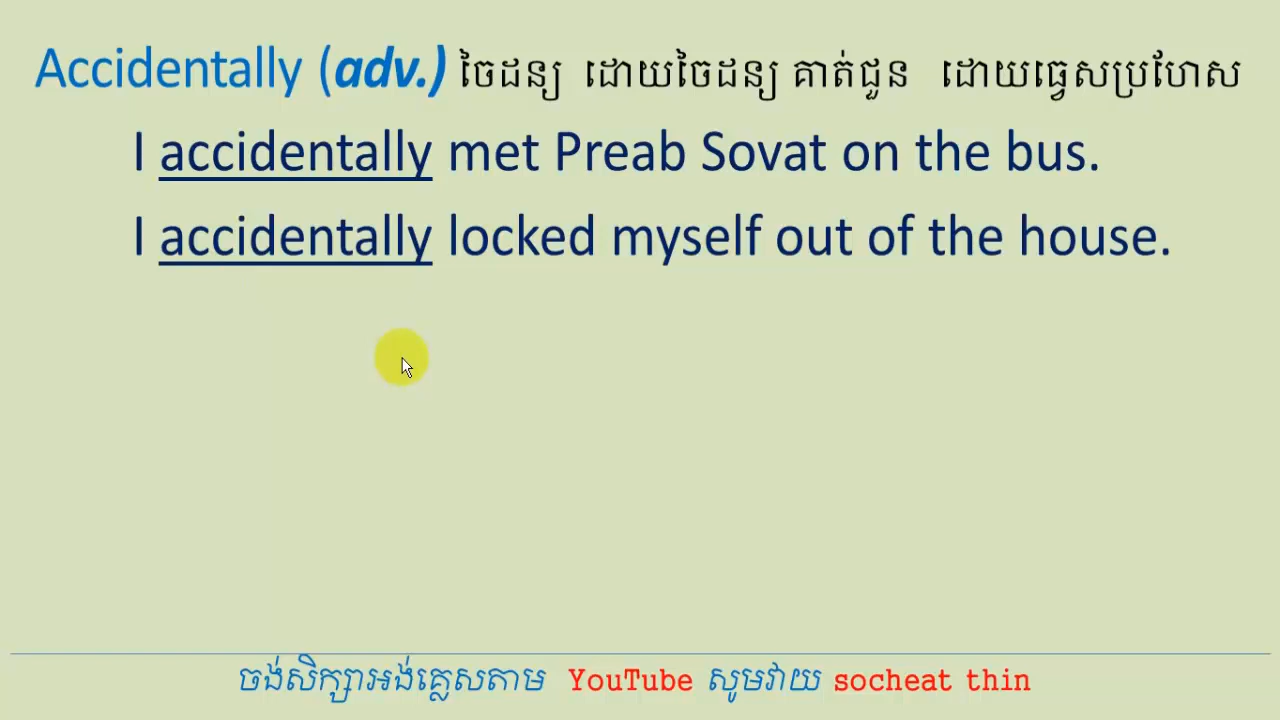 Accidentally (adv.) ចៃដន្យ ដោយចៃដន្យ គាត់ជួន ដោយធ្វេសប្រហែស
I accidentally met Preab Sovat on the bus.
I accidentally locked myself out of the house.
ចង់សិក្សាអង់គ្លេសតាម YouTube សូមវាយ socheat thin